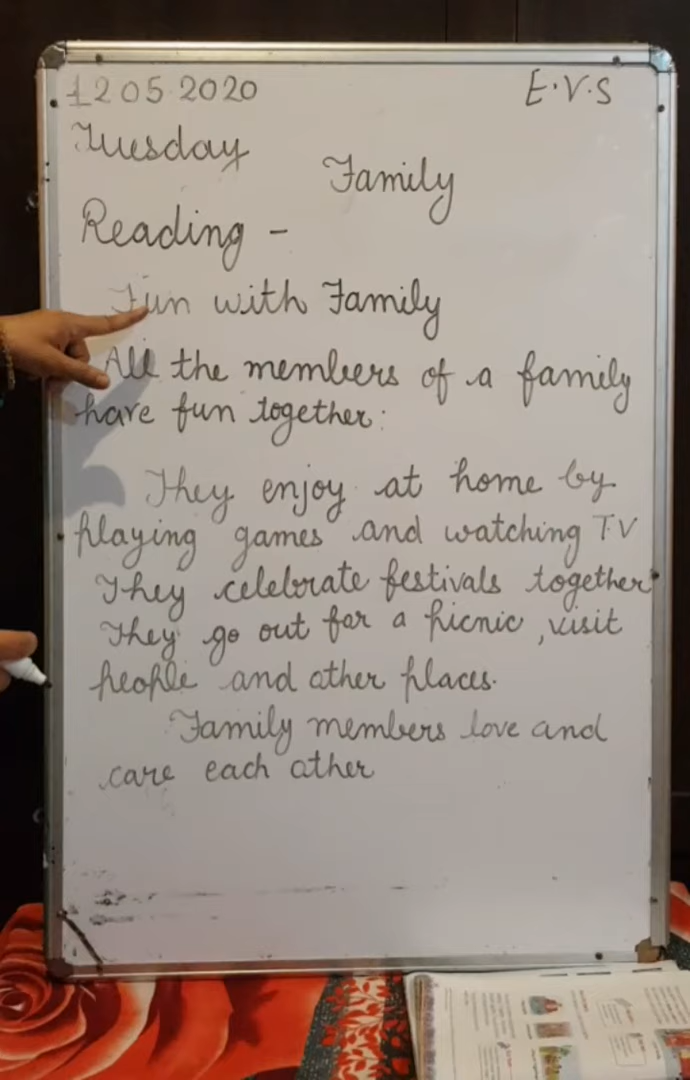 12.05.2020
E.V.S
Tuesday
Family
Reading -
Fun with Family
All the members of a family
have fun together:
They enjoy at home by
playing games and watching TV
They celebrate festivals together
They go out for a picnic, visit
people and other places.
Family members love and
care each other